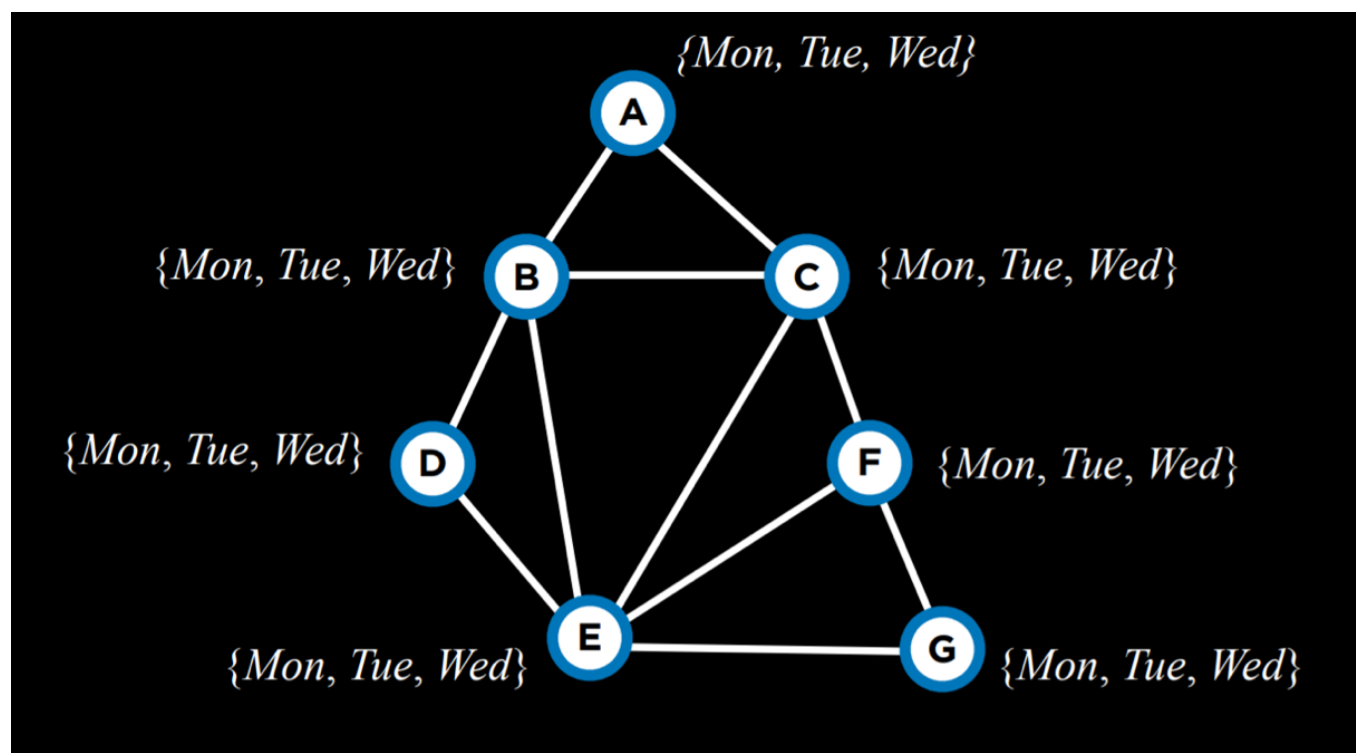 {Mon, Tue, Wed}
A
{Mon, Tue, Wed}
B
C
{Mon, Tue, Wed}
{Mon, Tue, Wed}
D
F
{Mon, Tue, Wed}
{Mon, Tue, Wed}
E
G
{Mon, Tue, Wed}